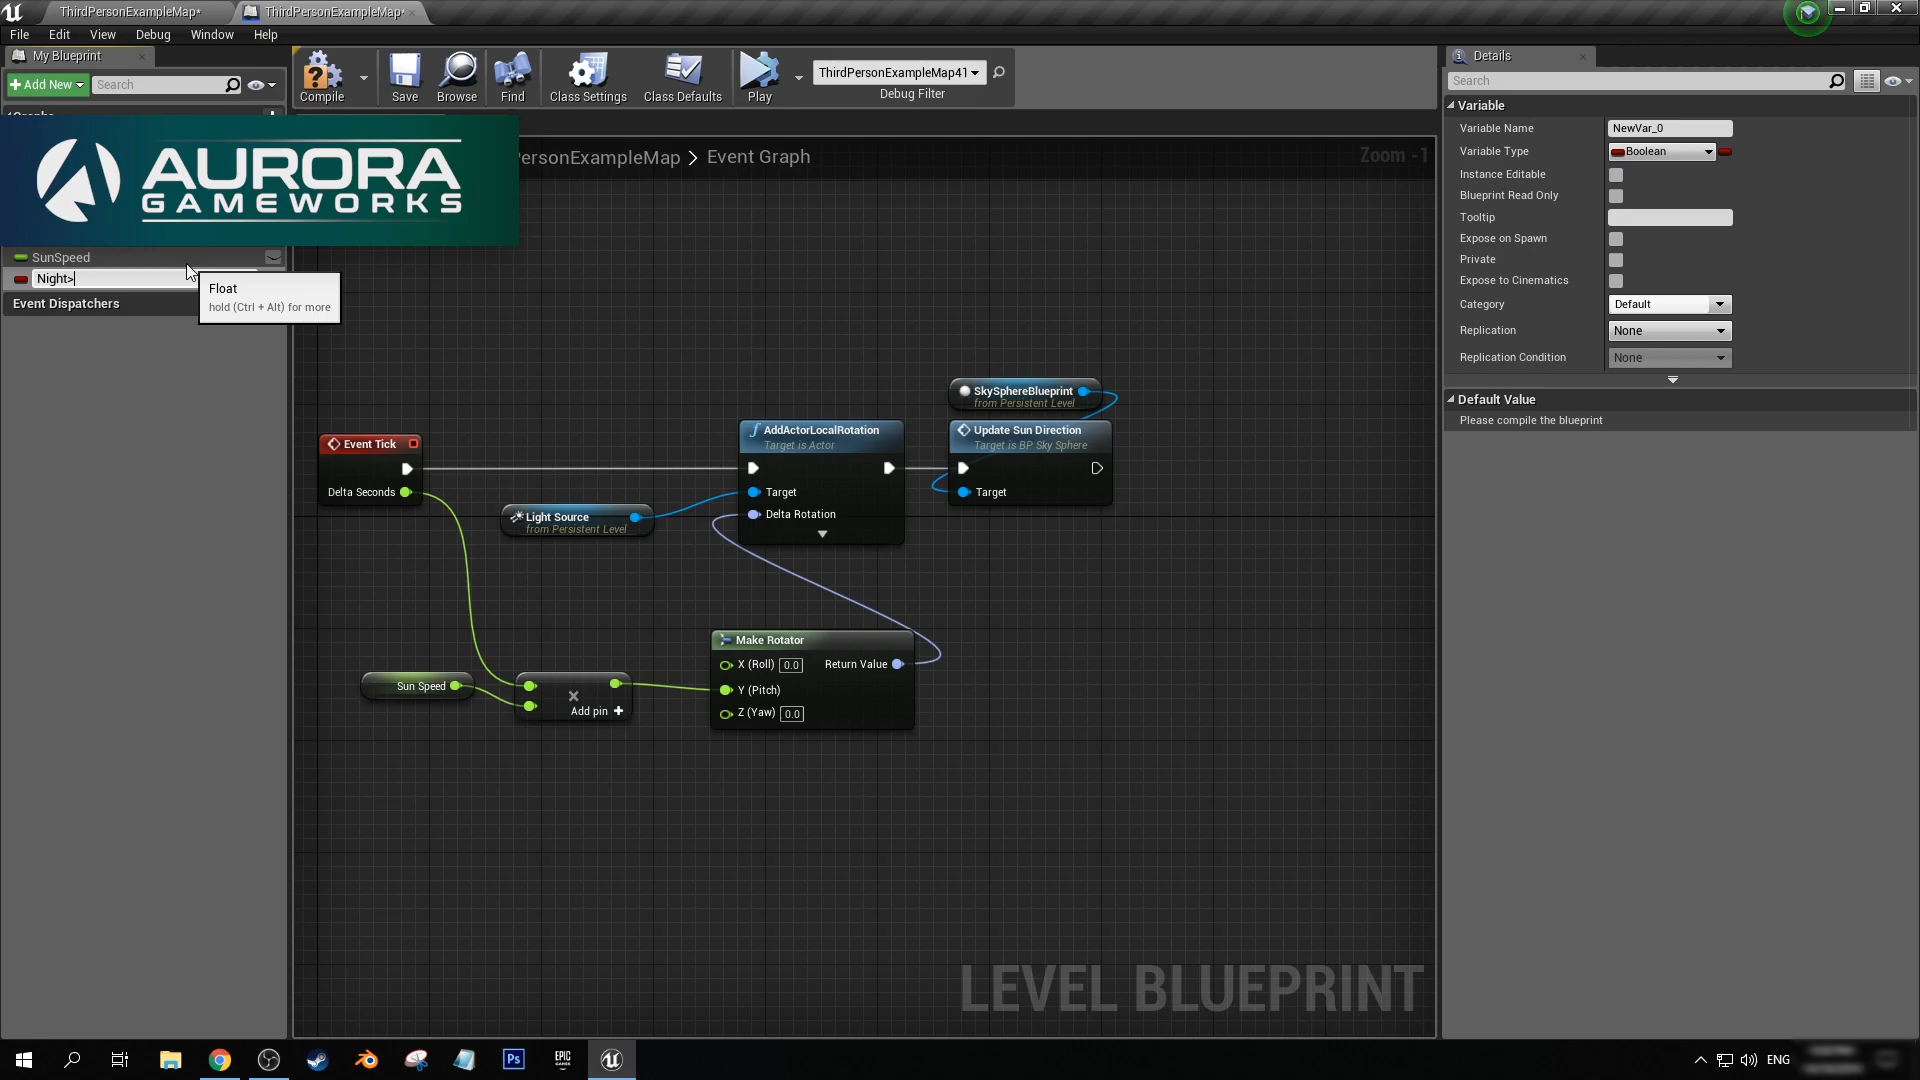 ThirdPersonExampleMap*
ThirdPersonExampleMap*
File Edit View Debug Window Help
My Blueprint
Add New
Search
Compile
Save
Browse
Find
Class Settings
Class Defaults
Play
ThirdPersonExampleMap41
Debug Filter
AURORA
GAMEWORKS
PersonExampleMap > Event Graph
Zoom -1
SunSpeed
Night>
Float
hold (Ctrl + Alt) for more
Event Dispatchers
SkySphereBlueprint
from Persistent Level
Event Tick
Delta Seconds
AddActorLocalRotation
Target is Actor
Target
Delta Rotation
Update Sun Direction
Target is BP Sky Sphere
Target
Light Source
from Persistent Level
Make Rotator
X (Roll) 0.0 Return Value
Y (Pitch)
Z (Yaw) 0.0
Sun Speed
Add pin +
LEVEL BLUEPRINT
Details
Search
Variable
Variable Name NewVar_0
Variable Type Boolean
Instance Editable
Blueprint Read Only
Tooltip
Expose on Spawn
Private
Expose to Cinematics
Category Default
Replication None
Replication Condition None
Default Value
Please compile the blueprint
Ps
EPIC
GAMES
ENG